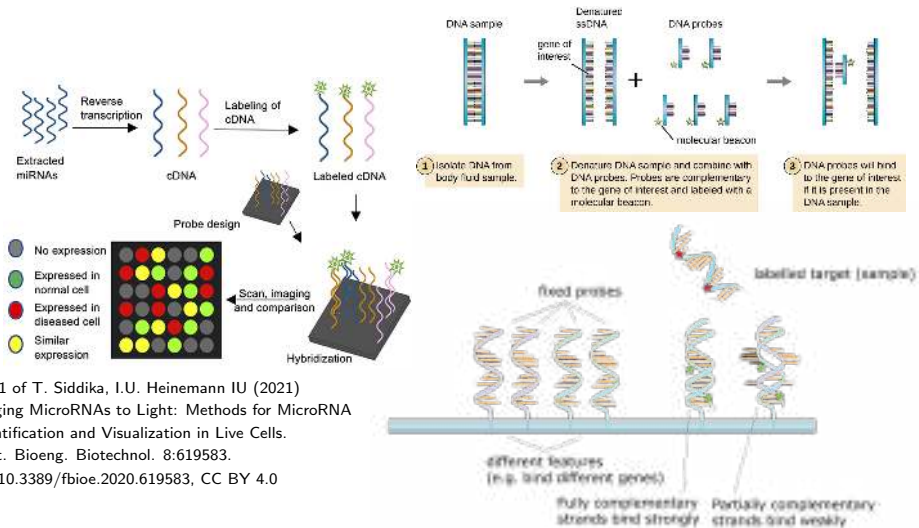 Reverse
transcription
Labeling of
cDNA
Extracted
miRNAs
cDNA
Labeled cDNA
Probe design
No expression
Expressed in
normal cell
Expressed in
diseased cell
Similar
expression
Scan, imaging
and comparison
Hybridization
1 of T. Siddika, I.U. Heinemann IU (2021)
ging MicroRNAs to Light: Methods for MicroRNA
ntification and Visualization in Live Cells.
t. Bioeng. Biotechnol. 8:619583.
10.3389/fbioe.2020.619583, CC BY 4.0
DNA sample
Denatured
ssDNA
DNA probes
gene of
interest
+
molecular beacon
1 Isolate DNA from
body fluid sample.
2 Denature DNA sample and combine with
DNA probes. Probes are complementary
to the gene of interest and labeled with a
molecular beacon.
3 DNA probes will bind
to the gene of interest
if it is present in the
DNA sample.
labelled target (sample)
fixed probes
different features
(e.g. bind different genes)
Fully complementary
strands bind strongly
Partially complementary
strands bind weakly